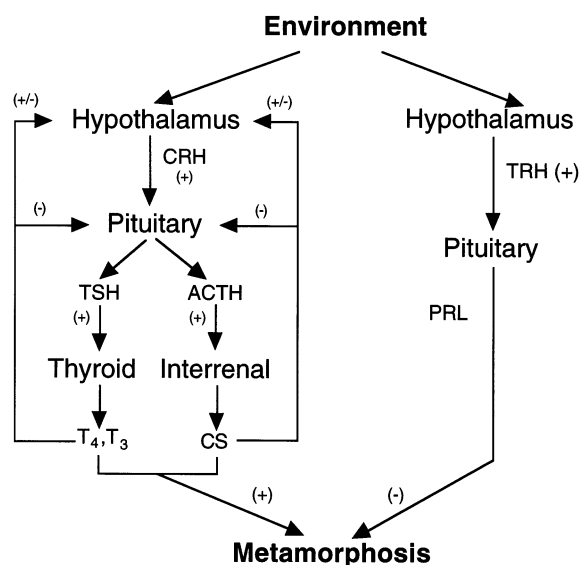 Environment
(+/-) Hypothalamus (+/-) Hypothalamus
CRH
(+)
TRH (+)
(-) Pituitary (-)
Pituitary
TSH ACTH
(+) (+)
PRL
Thyroid Interrenal
T4,T3 CS
(+) (-)
Metamorphosis